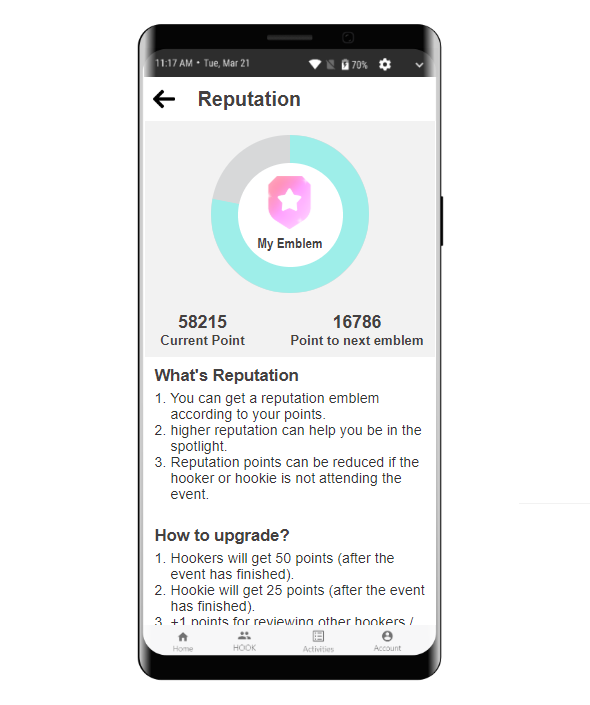 11:17 AM • Tue, Mar 21
70%
Reputation
My Emblem
58215
16786
Current Point
Point to next emblem
What's Reputation
1. You can get a reputation emblem
according to your points.
2. higher reputation can help you be in the
spotlight.
3. Reputation points can be reduced if the
hooker or hookie is not attending the
event.
How to upgrade?
1. Hookers will get 50 points (after the
event has finished).
2. Hookie will get 25 points (after the event
has finished).
3. +1 points for reviewing other hookers /
Home
HOOK
Activities
Account